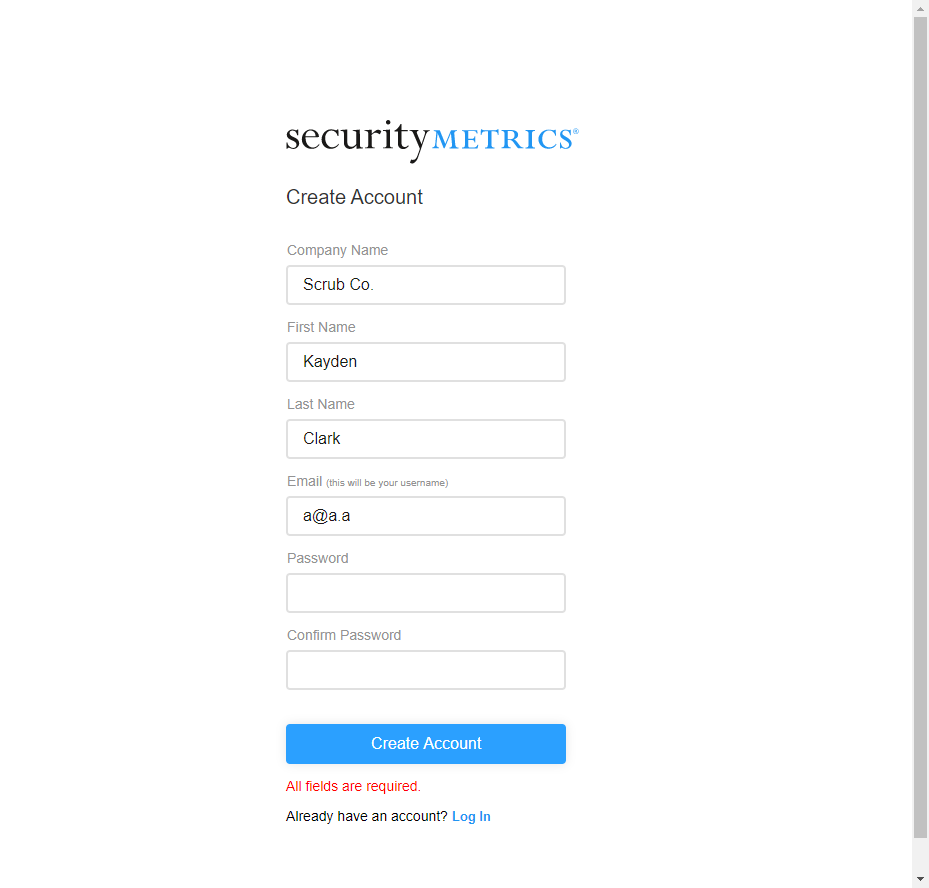 securityMETRICS®
Create Account
Company Name
Scrub Co.
First Name
Kayden
Last Name
Clark
Email (this will be your username)
a@a.a
Password
Confirm Password
Create Account
All fields are required.
Already have an account? Log In